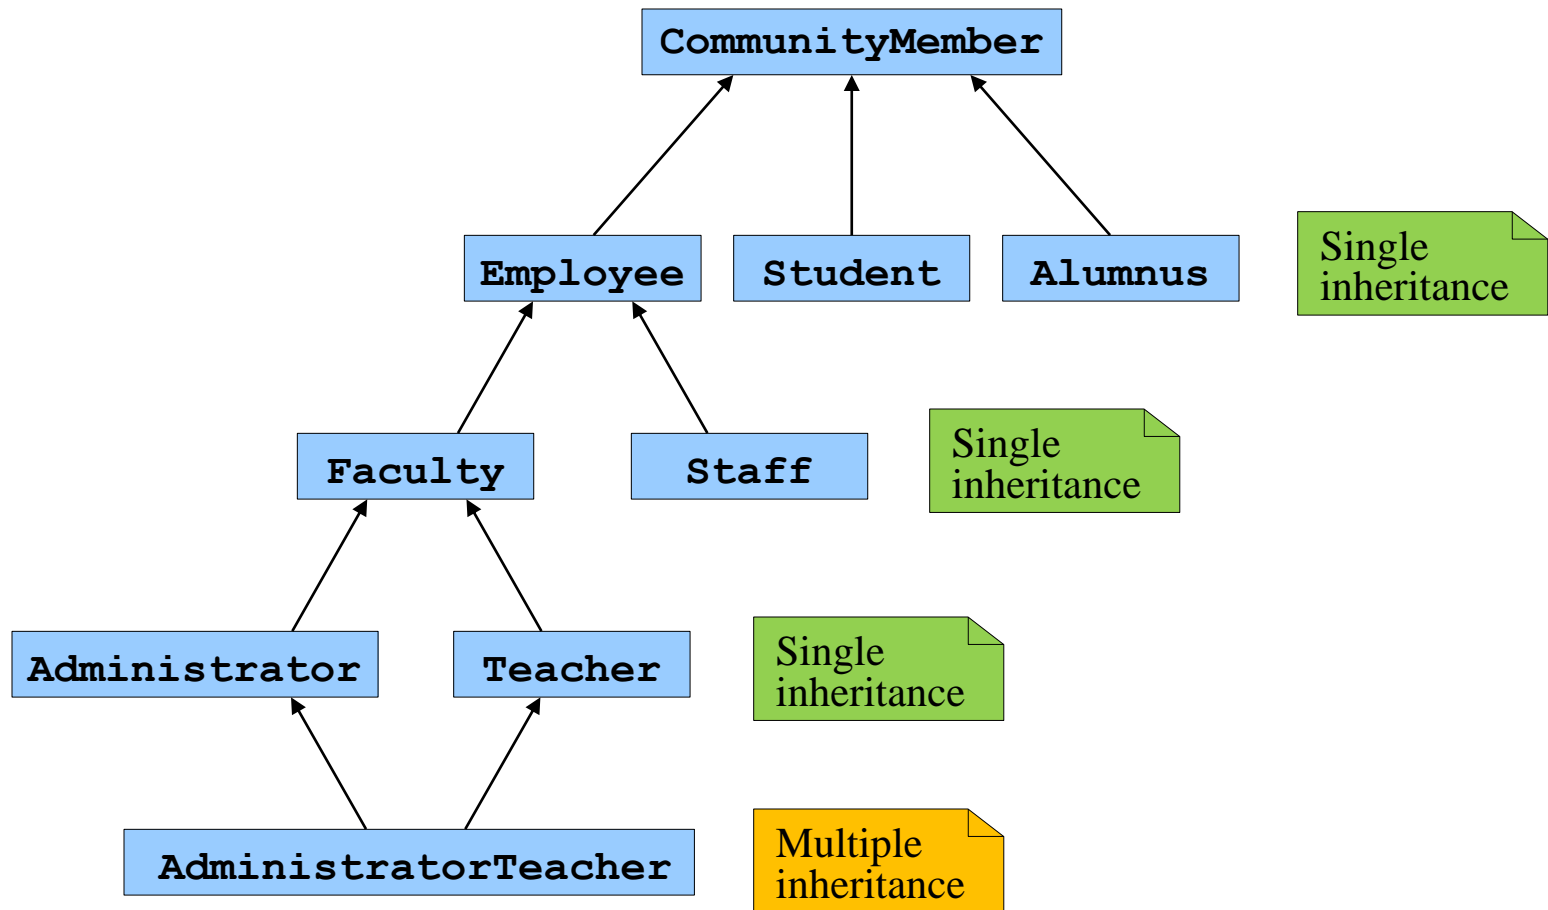 CommunityMember
Employee
Student
Alumnus
Single
inheritance
Faculty
Staff
Single
inheritance
Administrator
Teacher
Single
inheritance
AdministratorTeacher
Multiple
inheritance